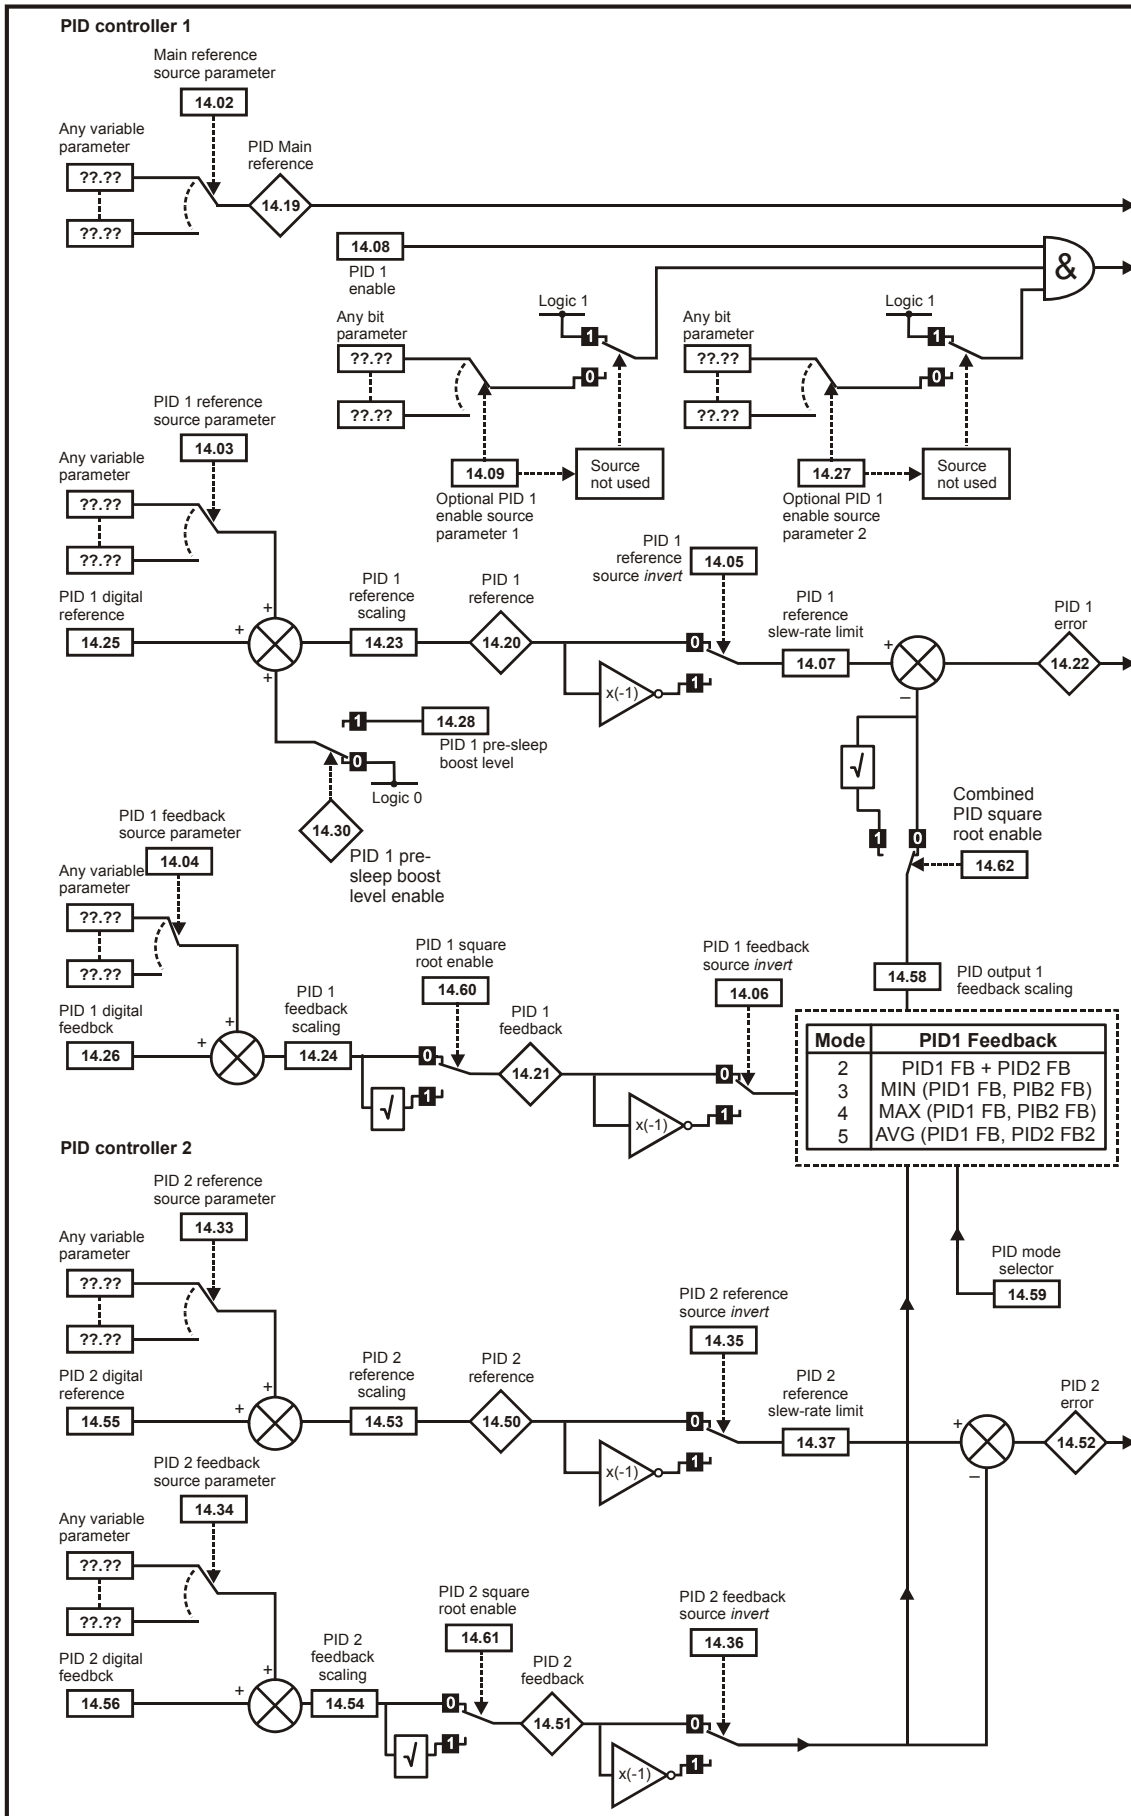 PID controller 1
Main reference
source parameter
14.02
Any variable
parameter
??.??
??.??
PID Main
reference
14.19
14.08
PID 1
enable
&
Logic 1
1
0
Any bit
parameter
??.??
??.??
14.09
Optional PID 1
enable source
parameter 1
Source
not used
Logic 1
1
0
Any bit
parameter
??.??
??.??
14.27
Optional PID 1
enable source
parameter 2
Source
not used
PID 1 reference
source parameter
14.03
Any variable
parameter
??.??
??.??
PID 1 digital
reference
14.25
+
+
+
PID 1
reference
scaling
14.23
PID 1
reference
14.20
PID 1
reference
source invert
14.05
0
1
x(-1)
PID 1
reference
slew-rate limit
14.07
+
–
PID 1
error
14.22
1
14.28
PID 1 pre-sleep
boost level
0
Logic 0
14.30
PID 1 pre-
sleep boost
level enable
√
1
0
Combined
PID square
root enable
14.62
PID 1 feedback
source parameter
14.04
Any variable
parameter
??.??
??.??
PID 1 digital
feedbck
14.26
+
+
PID 1
feedback
scaling
14.24
PID 1 square
root enable
14.60
0
1
√
PID 1
feedback
14.21
PID 1 feedback
source invert
14.06
0
1
x(-1)
14.58
PID output 1
feedback scaling
Mode PID1 Feedback
2 PID1 FB + PID2 FB
3 MIN (PID1 FB, PIB2 FB)
4 MAX (PID1 FB, PIB2 FB)
5 AVG (PID1 FB, PID2 FB2
PID mode
selector
14.59
PID controller 2
PID 2 reference
source parameter
14.33
Any variable
parameter
??.??
??.??
PID 2 digital
reference
14.55
+
+
PID 2
reference
scaling
14.53
PID 2
reference
14.50
PID 2 reference
source invert
14.35
0
1
x(-1)
PID 2
reference
slew-rate limit
14.37
+
–
PID 2
error
14.52
PID 2 feedback
source parameter
14.34
Any variable
parameter
??.??
??.??
PID 2 digital
feedbck
14.56
+
+
PID 2
feedback
scaling
14.54
PID 2 square
root enable
14.61
0
1
√
PID 2
feedback
14.51
PID 2 feedback
source invert
14.36
0
1
x(-1)